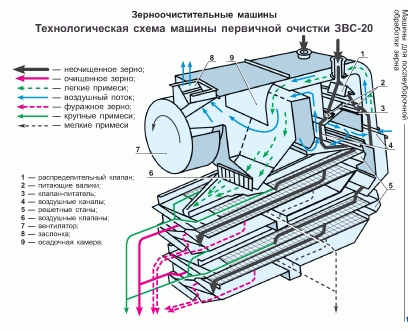 Зерноочистительные машины
Технологическая схема машины первичной очистки ЗВС-20
Машины для послеуборочной
обработки зерна
— неочищенное зерно;
— очищенное зерно;
— легкие примеси;
— воздушный поток;
— фуражное зерно;
— крупные примеси;
— мелкие примеси
1 — распределительный клапан;
2 — питающие валики;
3 — клапан-питатель;
4 — воздушные каналы;
5 — решетные станы;
6 — воздушные клапаны;
7 — вентилятор;
8 — заслонка;
9 — осадочная камера;
8
9
1
2
3
4
5
7
6